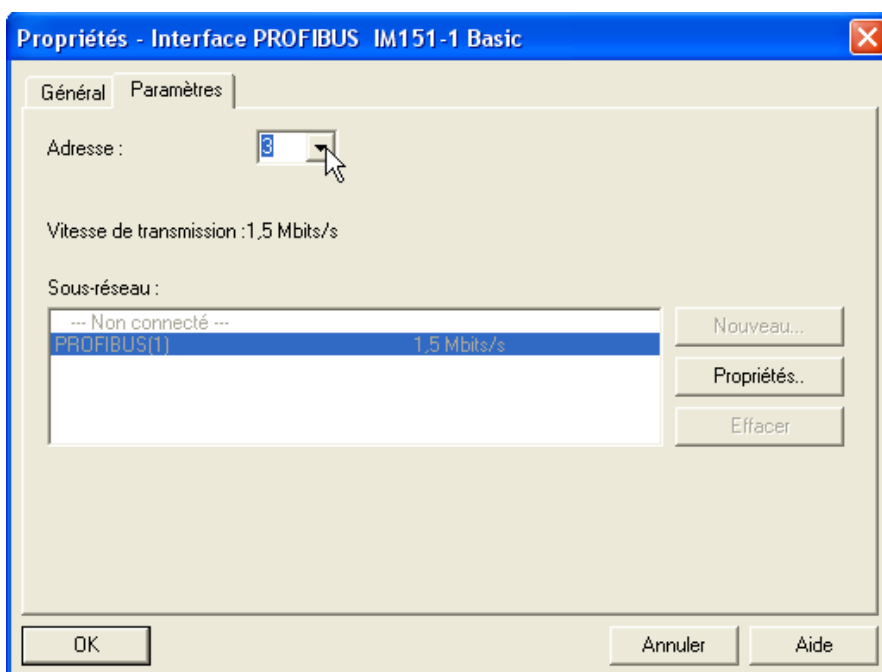 Propriétés - Interface PROFIBUS IM151-1 Basic
Général Paramètres
Adresse : 3
Vitesse de transmission :1,5 Mbits/s
Sous-réseau :
--- Non connecté ---
PROFIBUS(1) 1,5 Mbits/s
Nouveau...
Propriétés..
Effacer
OK Annuler Aide